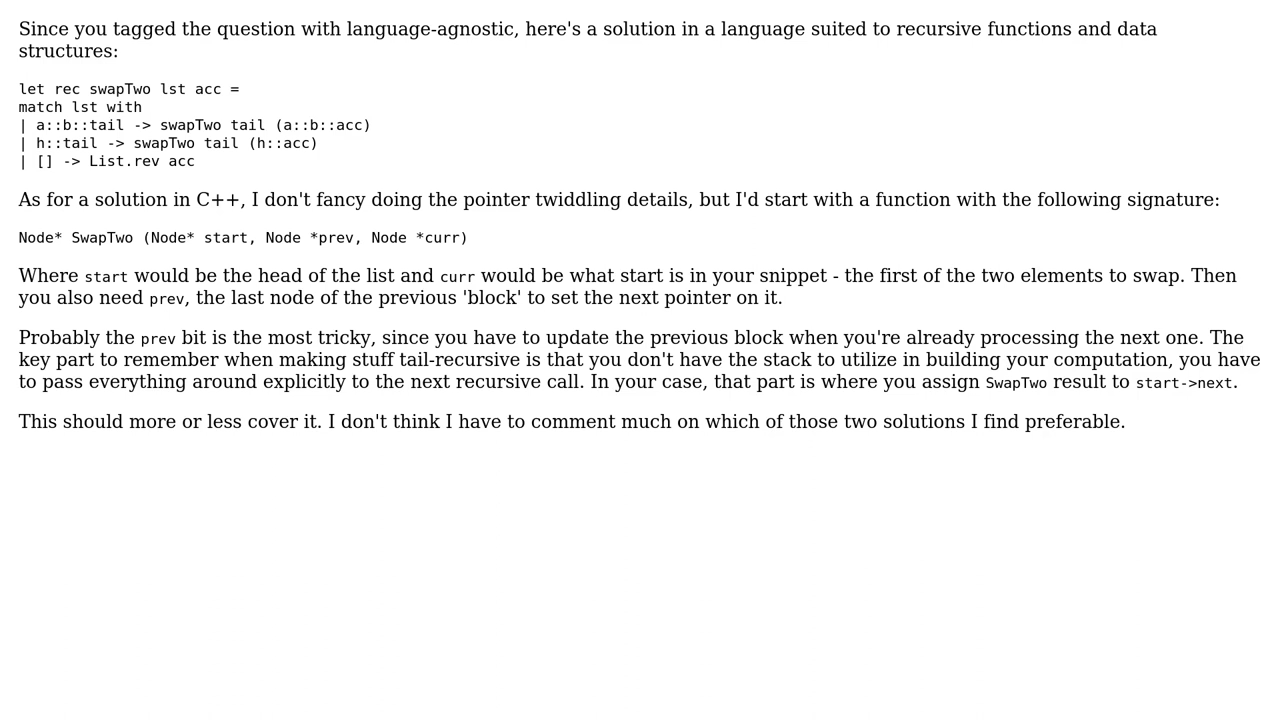 Since you tagged the question with language-agnostic, here's a solution in a language suited to recursive functions and data
structures:
let rec swapTwo lst acc =
match lst with
| a::b::tail -> swapTwo tail (a::b::acc)
| h::tail -> swapTwo tail (h::acc)
| [] -> List.rev acc
As for a solution in C++, I don't fancy doing the pointer twiddling details, but I'd start with a function with the following signature:
Node* SwapTwo (Node* start, Node *prev, Node *curr)
Where start would be the head of the list and curr would be what start is in your snippet - the first of the two elements to swap. Then
you also need prev, the last node of the previous 'block' to set the next pointer on it.
Probably the prev bit is the most tricky, since you have to update the previous block when you're already processing the next one. The
key part to remember when making stuff tail-recursive is that you don't have the stack to utilize in building your computation, you have
to pass everything around explicitly to the next recursive call. In your case, that part is where you assign SwapTwo result to start->next.
This should more or less cover it. I don't think I have to comment much on which of those two solutions I find preferable.